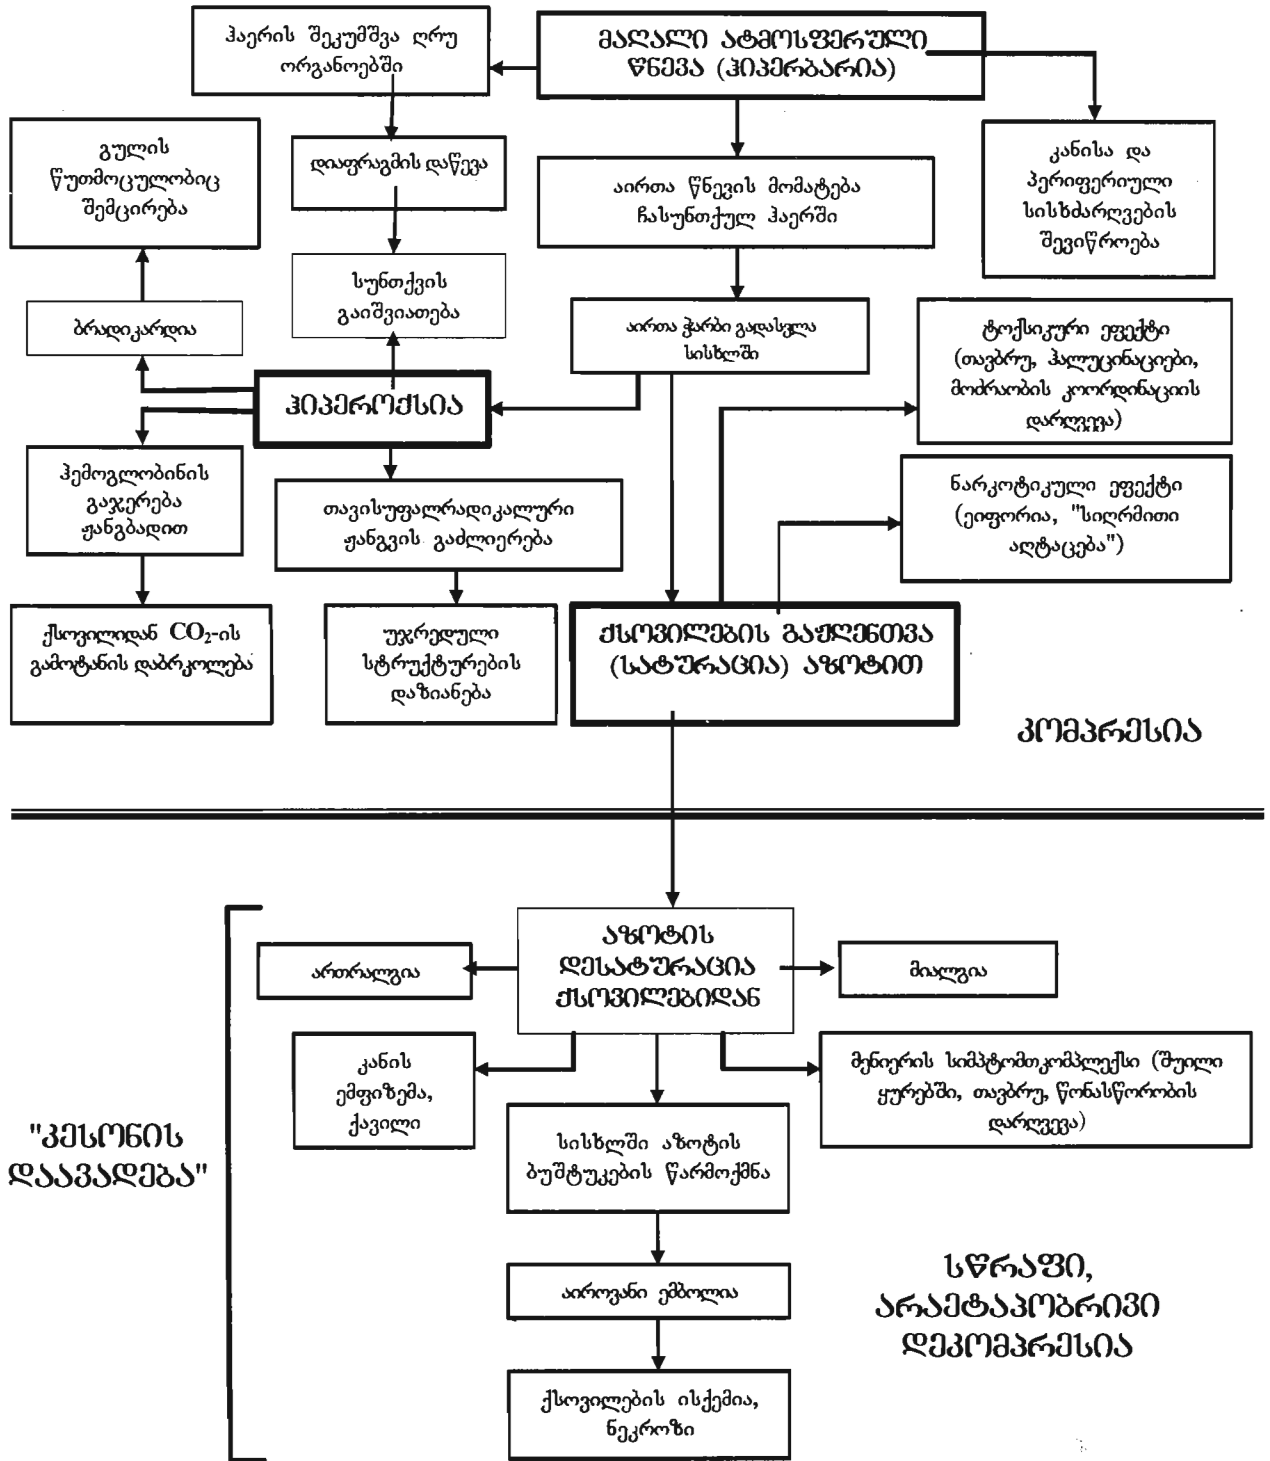 ჰაერის შეკუმშვა ღრუ
ორგანოებში
მაღალი ატმოსფერული
წნევა (ჰიპერბარია)
გულის
წუთმოცულობიც
შემცირება
დიაფრაგმის დაწევა
აირთა წნევის მომატება
ჩასუნთქულ ჰაერში
კანისა და
პერიფერიული
სისხძარღვების
შევიწროება
სუნთქვის
გაიშვიათება
ბრადიკარდია
აირთა ჭარბი გადასვლა
სისხლში
ტოქსიკური ეფექტი
(თავბრუ, ჰალუცინაციები,
მოძრაობის კოორდინაციის
დარღვევა)
ჰიპეროქსია
ჰემოგლობინის
გაჯერება
ჟანგბადით
თავისუფალრადიკალური
ჟანგვის გაძლიერება
ნარკოტიკული ეფექტი
(ეიფორია, "სიღრმითი
აღტაცება")
ქსოვილიდან CO₂-ის
გამოტანის დაბრკოლება
უჯრედული
სტრუქტურების
დაზიანება
ქსოვილების გაჟღენთვა
(სატურაცია) აზოტით
კომპრესია
აზოტის
დესატურაცია
ქსოვილებიდან
ართრალგია
მიალგია
კანის
ემფიზემა,
ქავილი
მენიერის სიმპტომთკომპლექსი (შუილი
ყურებში, თავბრუ, წონასწორობის
დარღვევა)
სისხლში აზოტის
ბუშტუკების წარმოქმნა
"კესონის
დაავადება"
აიროვანი ემბოლია
სწრაფი,
არაეტაპობრივი
დეკომპრესია
ქსოვილების ისქემია,
ნეკროზი